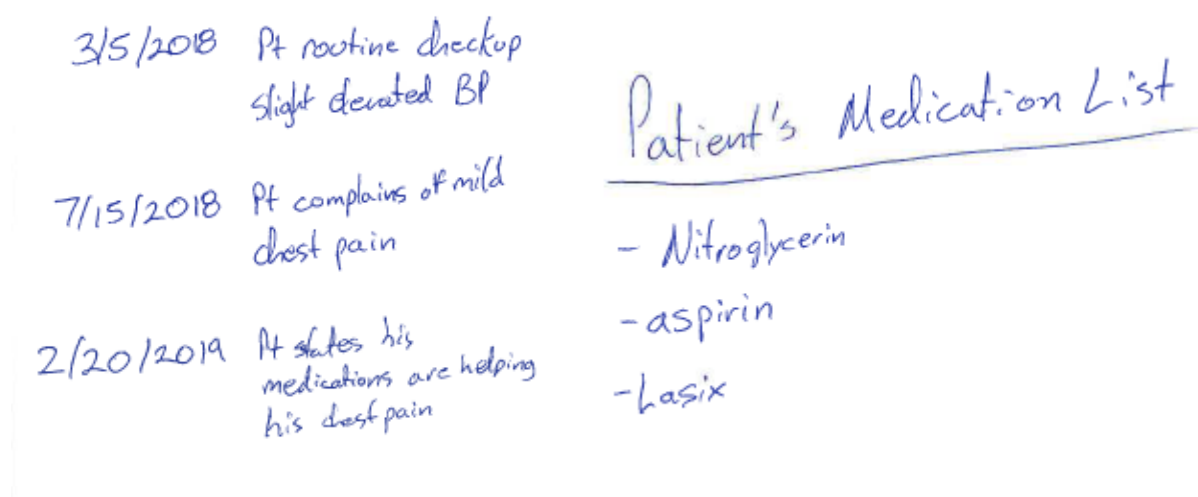 3/5/2018 Pt routine checkup
slight elevated BP
7/15/2018 Pt complains of mild
chest pain
2/20/2019 Pt states his
medications are helping
his chest pain
Patient's Medication List
- Nitroglycerin
- aspirin
- Lasix